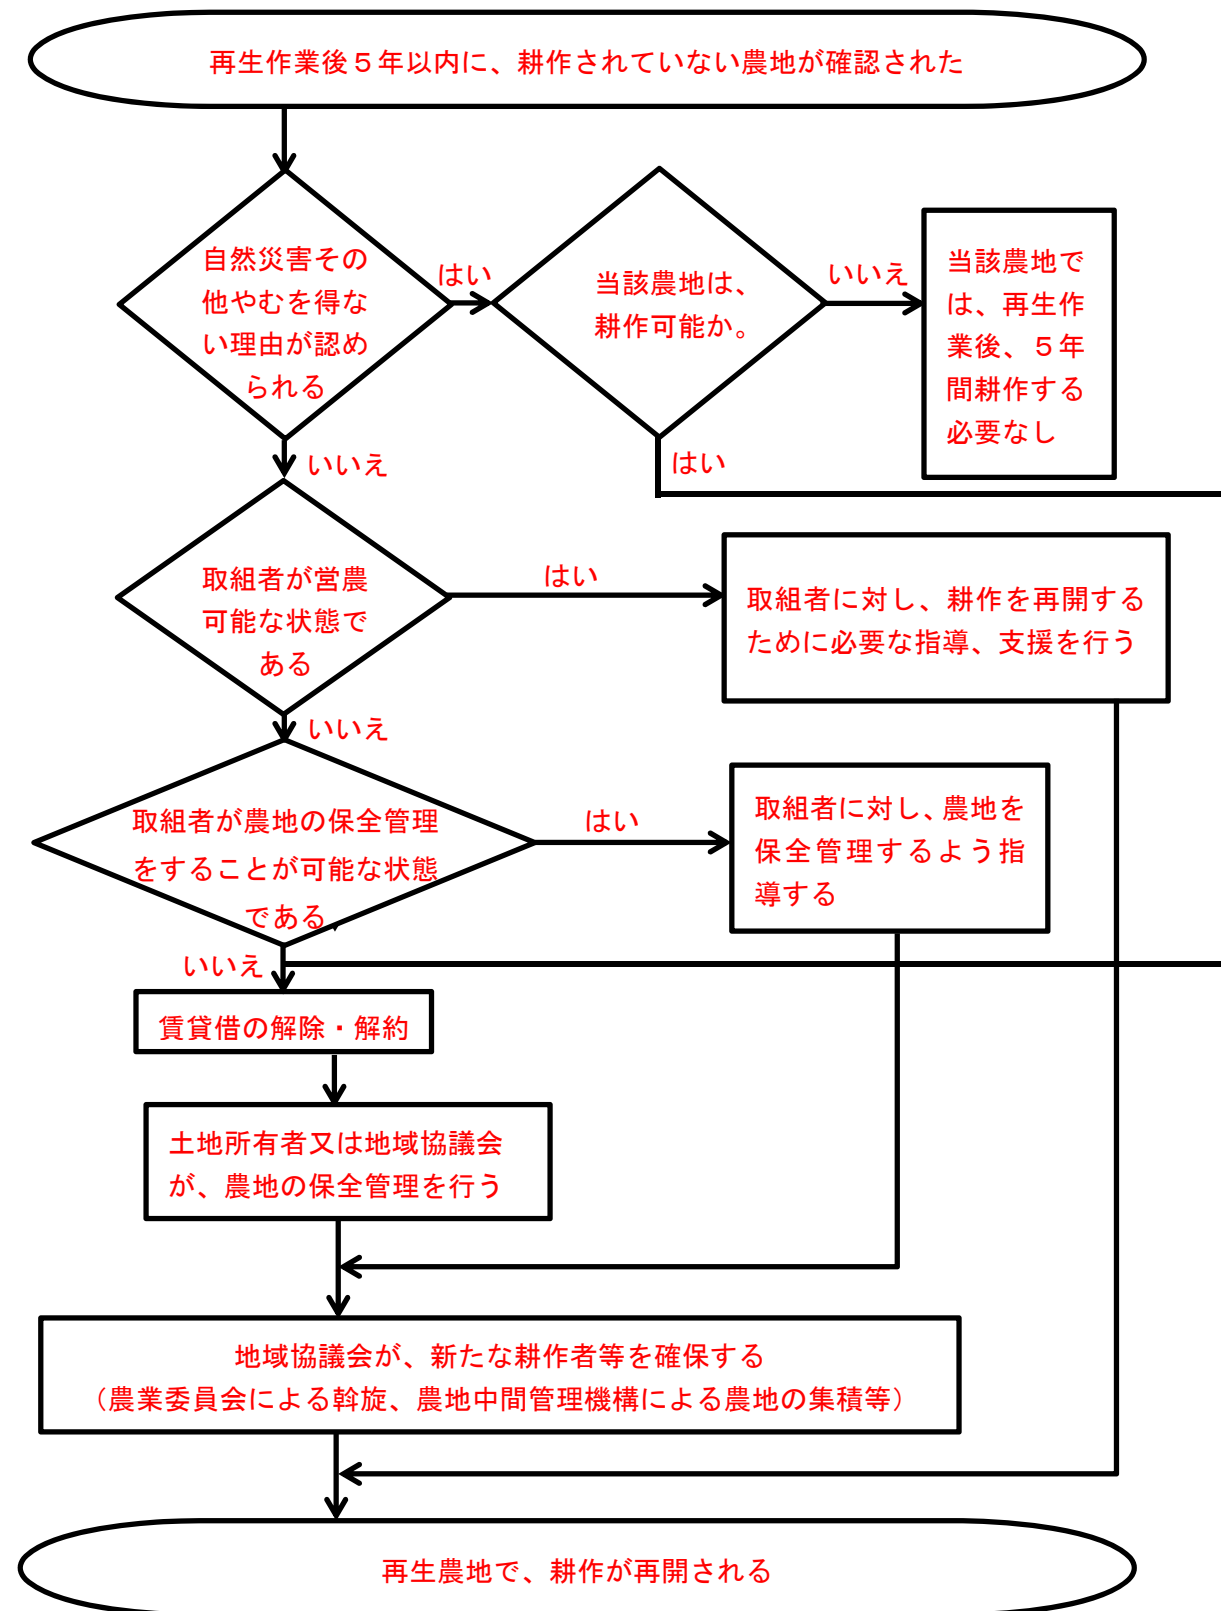 再生作業後５年以内に、耕作されていない農地が確認された
自然災害その
他やむを得な
い理由が認め
られる
はい
当該農地は、
耕作可能か。
いいえ
当該農地で
は、再生作
業後、５年
間耕作する
必要なし
いいえ
はい
取組者が営農
可能な状態で
ある
はい
取組者に対し、耕作を再開する
ために必要な指導、支援を行う
いいえ
取組者が農地の保全管理
をすることが可能な状態
である
はい
取組者に対し、農地を
保全管理するよう指
導する
いいえ
賃貸借の解除・解約
土地所有者又は地域協議会
が、農地の保全管理を行う
地域協議会が、新たな耕作者等を確保する
（農業委員会による斡旋、農地中間管理機構による農地の集積等）
再生農地で、耕作が再開される